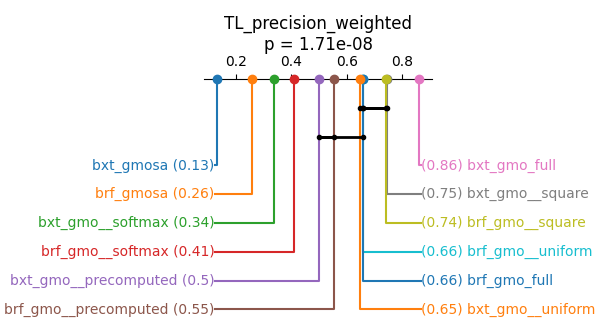 TL_precision_weighted
p = 1.71e-08
0.2 0.4 0.6 0.8
bxt_gmosa (0.13) (0.86) bxt_gmo_full
brf_gmosa (0.26) (0.75) bxt_gmo__square
bxt_gmo__softmax (0.34) (0.74) brf_gmo__square
brf_gmo__softmax (0.41) (0.66) brf_gmo__uniform
bxt_gmo__precomputed (0.5) (0.66) brf_gmo_full
brf_gmo__precomputed (0.55) (0.65) bxt_gmo__uniform